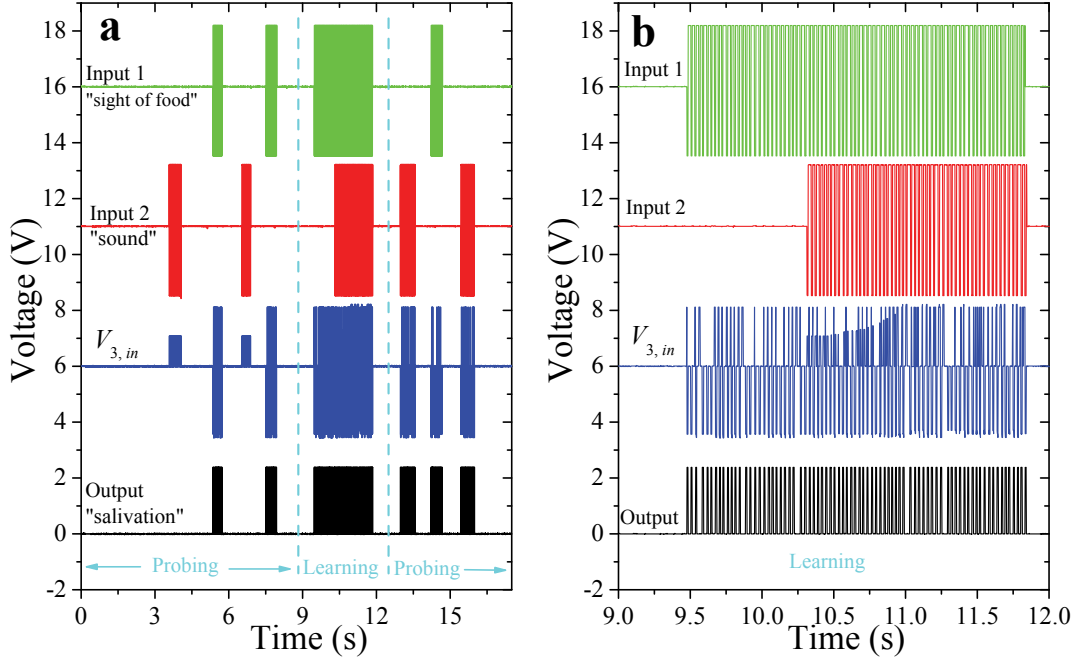 a
18
16
14
12
10
8
6
4
2
0
-2
Voltage (V)
Input 1
"sight of food"
Input 2
"sound"
V3, in
Output
"salivation"
Probing
Learning
Probing
0
3
6
9
12
15
Time (s)
b
18
16
14
12
10
8
6
4
2
0
-2
Voltage (V)
Input 1
Input 2
V3, in
Output
Learning
9.0
9.5
10.0
10.5
11.0
11.5
12.0
Time (s)